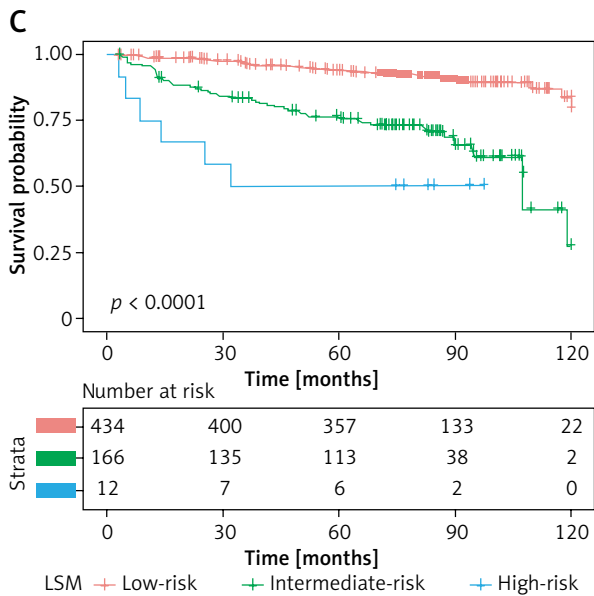 C
Survival probability
1.00
0.75
0.50
0.25
0
p < 0.0001
0 30 60 90 120
Time [months]
Number at risk
Strata
434 400 357 133 22
166 135 113 38 2
12 7 6 2 0
0 30 60 90 120
Time [months]
LSM Low-risk Intermediate-risk High-risk